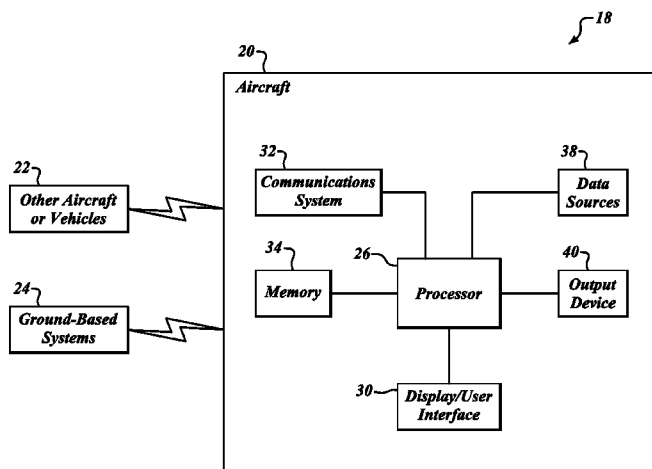 18
20
Aircraft
22
Other Aircraft
or Vehicles
24
Ground-Based
Systems
32
Communications
System
38
Data
Sources
34
Memory
26
Processor
40
Output
Device
30
Display/User
Interface